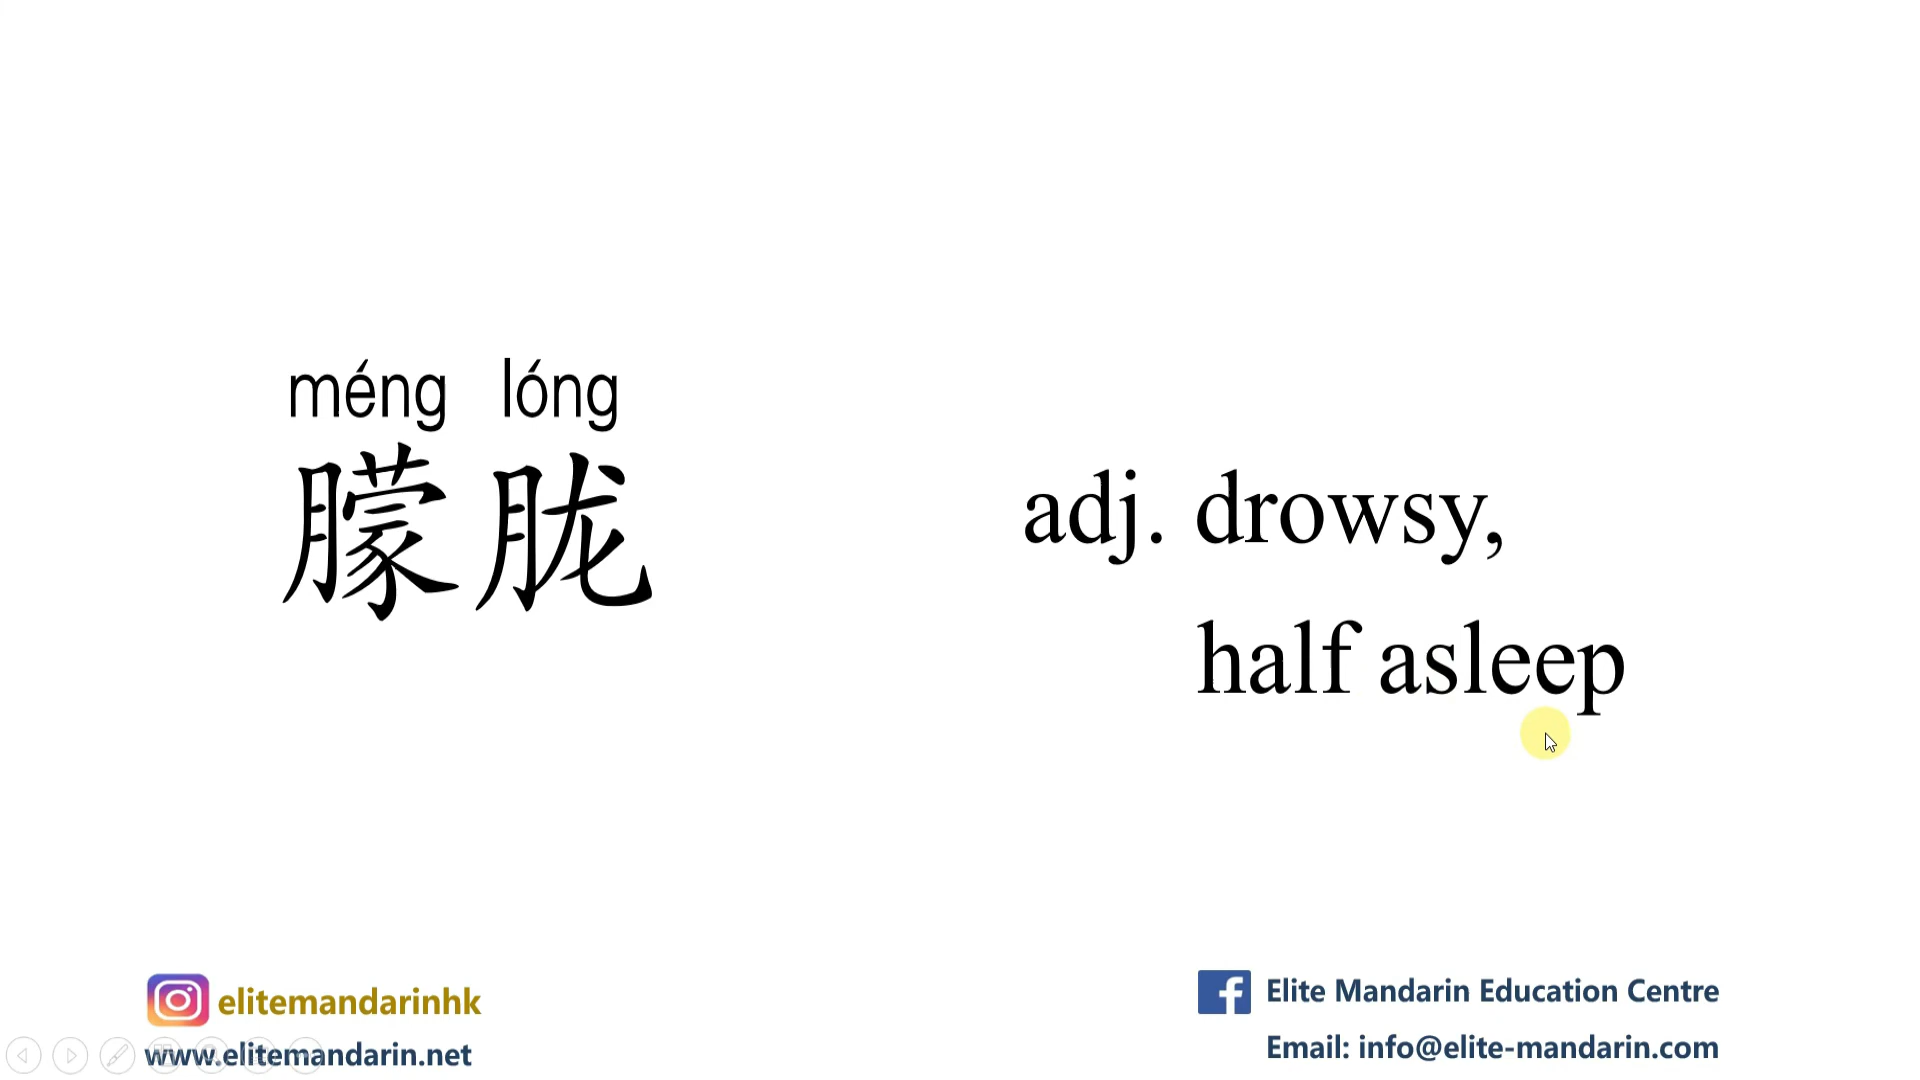 méng lóng
朦胧
adj. drowsy,
half asleep
elitemandarinhk
www.elitemandarin.net
Elite Mandarin Education Centre
Email: info@elite-mandarin.com